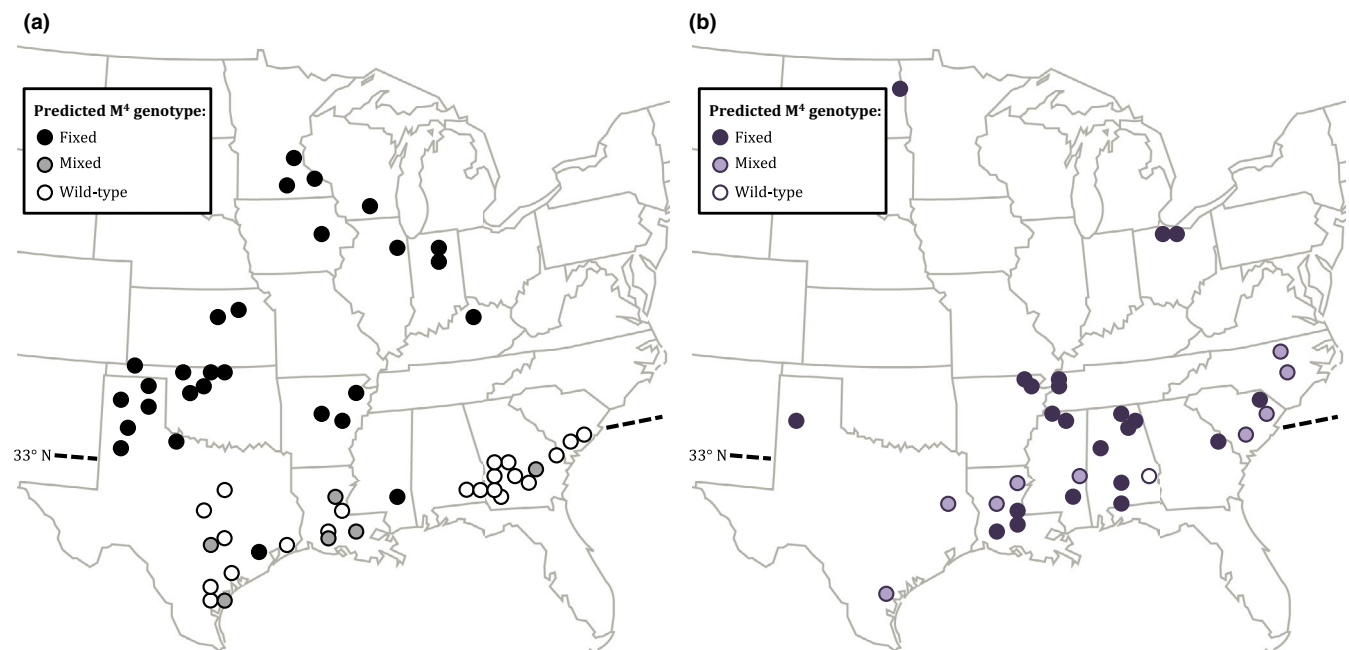 (a)
Predicted M⁴ genotype:
Fixed
Mixed
Wild-type
33° N
(b)
Predicted M⁴ genotype:
Fixed
Mixed
Wild-type
33° N